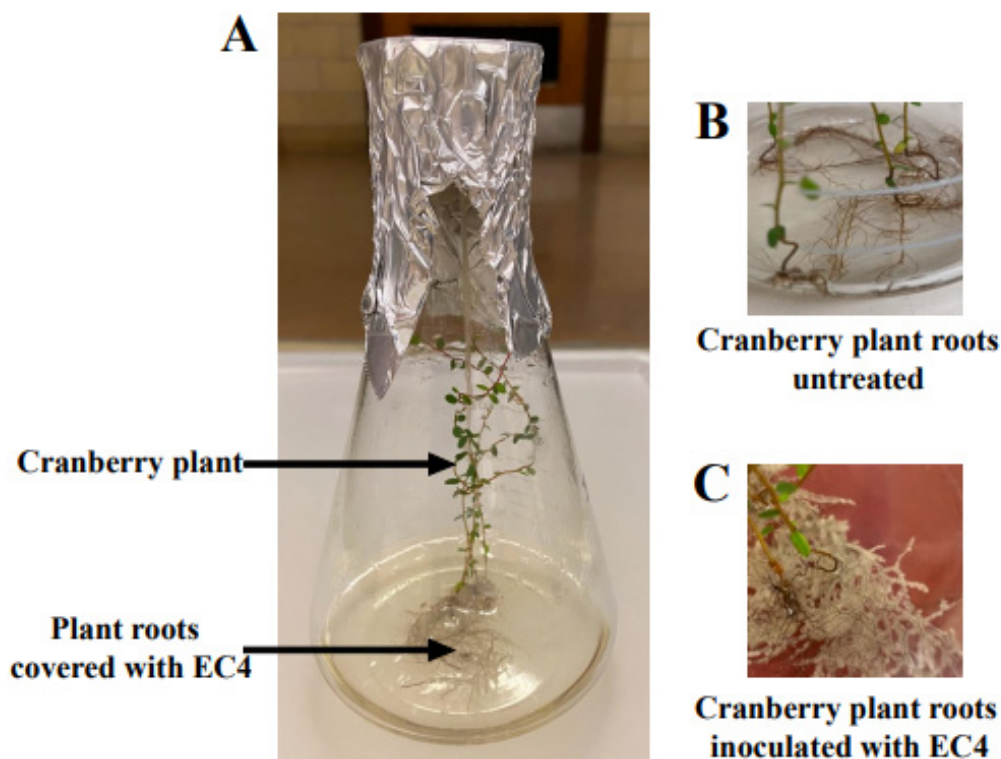 A
Cranberry plant
Plant roots
covered with EC4
B
Cranberry plant roots
untreated
C
Cranberry plant roots
inoculated with EC4